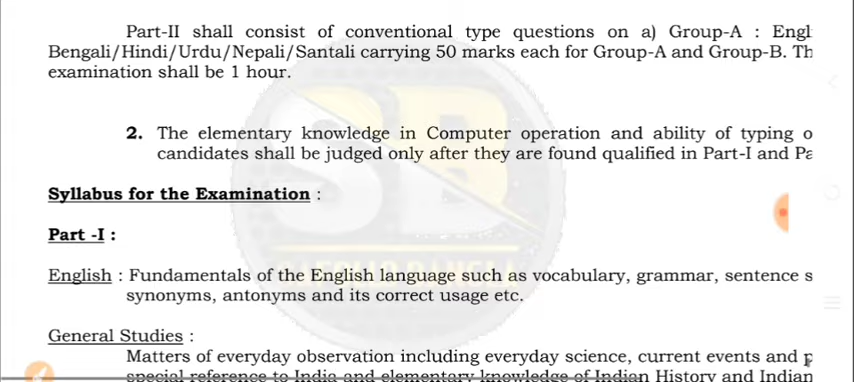 Part-II shall consist of conventional type questions on a) Group-A : Engl
Bengali/Hindi/Urdu/Nepali/Santali carrying 50 marks each for Group-A and Group-B. Th
examination shall be 1 hour.
2. The elementary knowledge in Computer operation and ability of typing o
candidates shall be judged only after they are found qualified in Part-I and Pa
Syllabus for the Examination :
Part -I :
English : Fundamentals of the English language such as vocabulary, grammar, sentence s
synonyms, antonyms and its correct usage etc.
General Studies :
Matters of everyday observation including everyday science, current events and p
special reference to India and elementary knowledge of Indian History and Indian